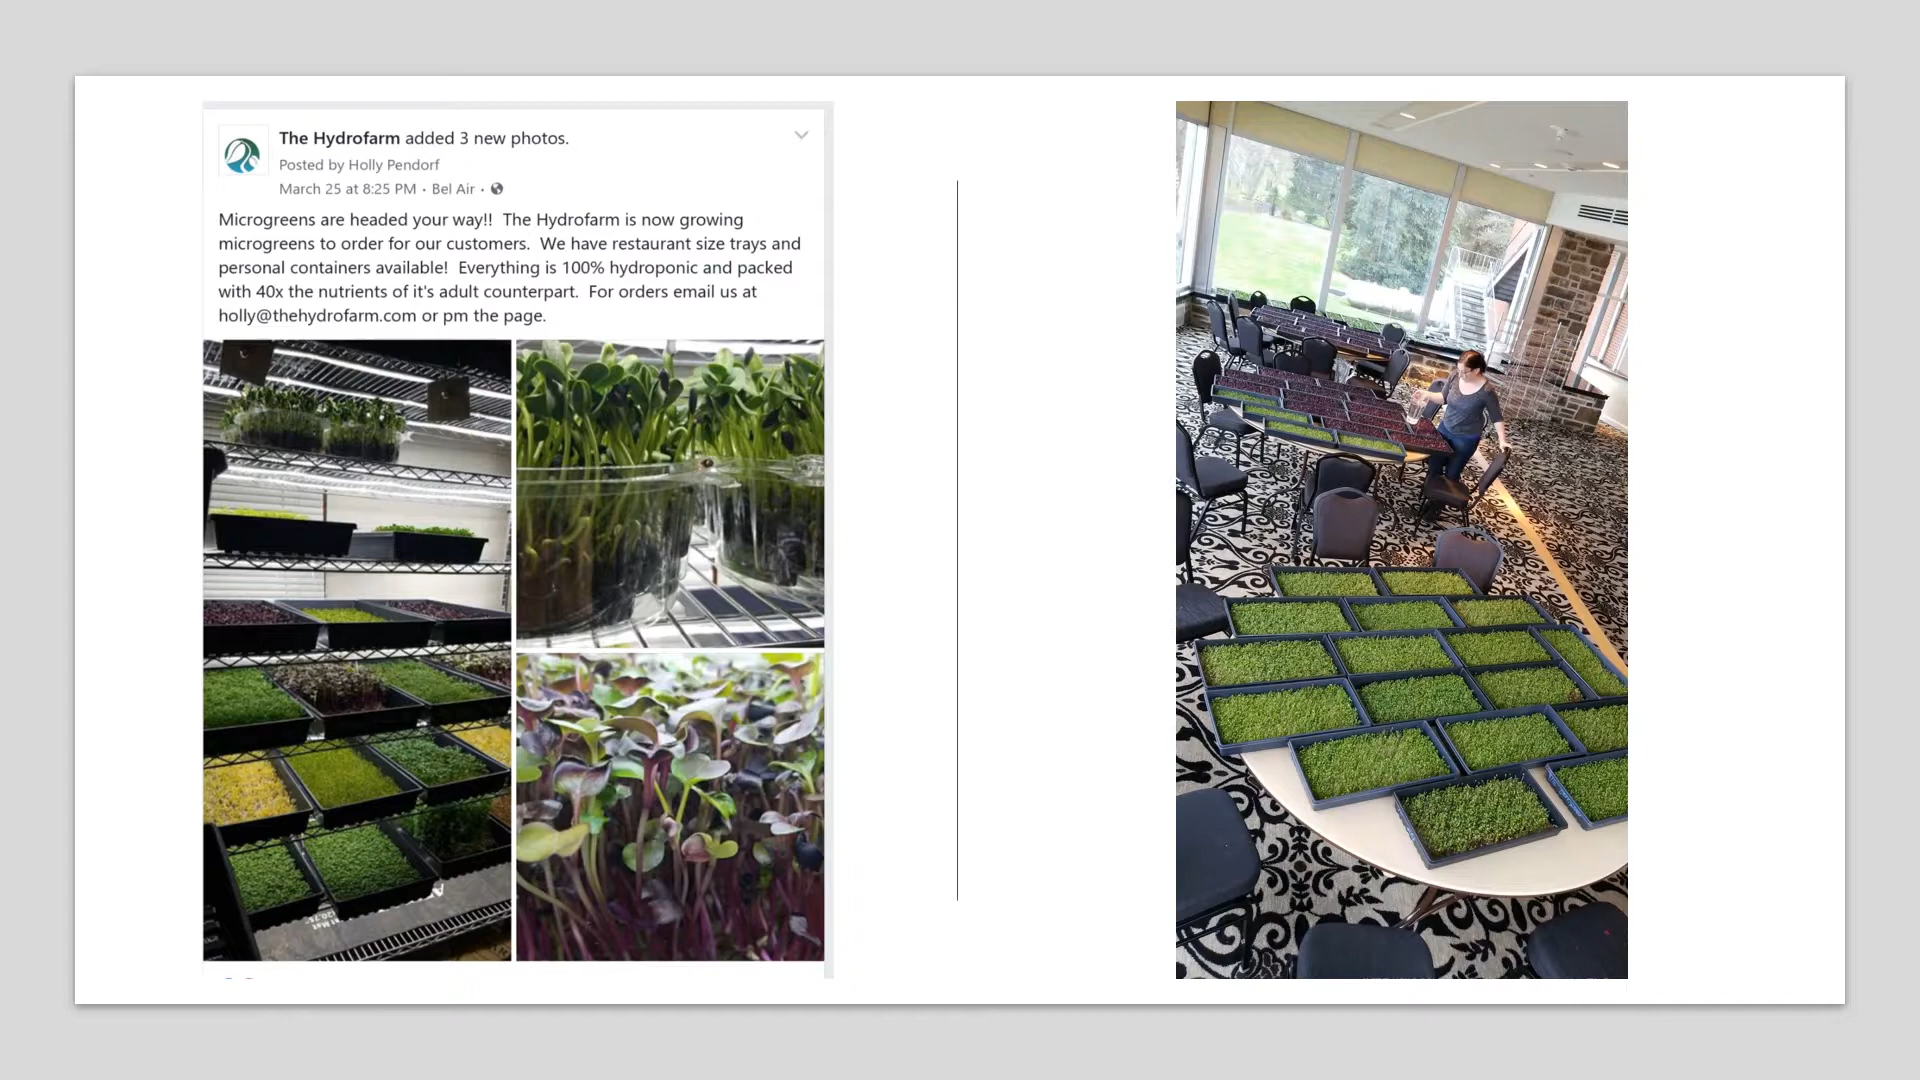 The Hydrofarm added 3 new photos.
Posted by Holly Pendorf
March 25 at 8:25 PM · Bel Air ·
Microgreens are headed your way!! The Hydrofarm is now growing
microgreens to order for our customers. We have restaurant size trays and
personal containers available! Everything is 100% hydroponic and packed
with 40x the nutrients of it's adult counterpart. For orders email us at
holly@thehydrofarm.com or pm the page.